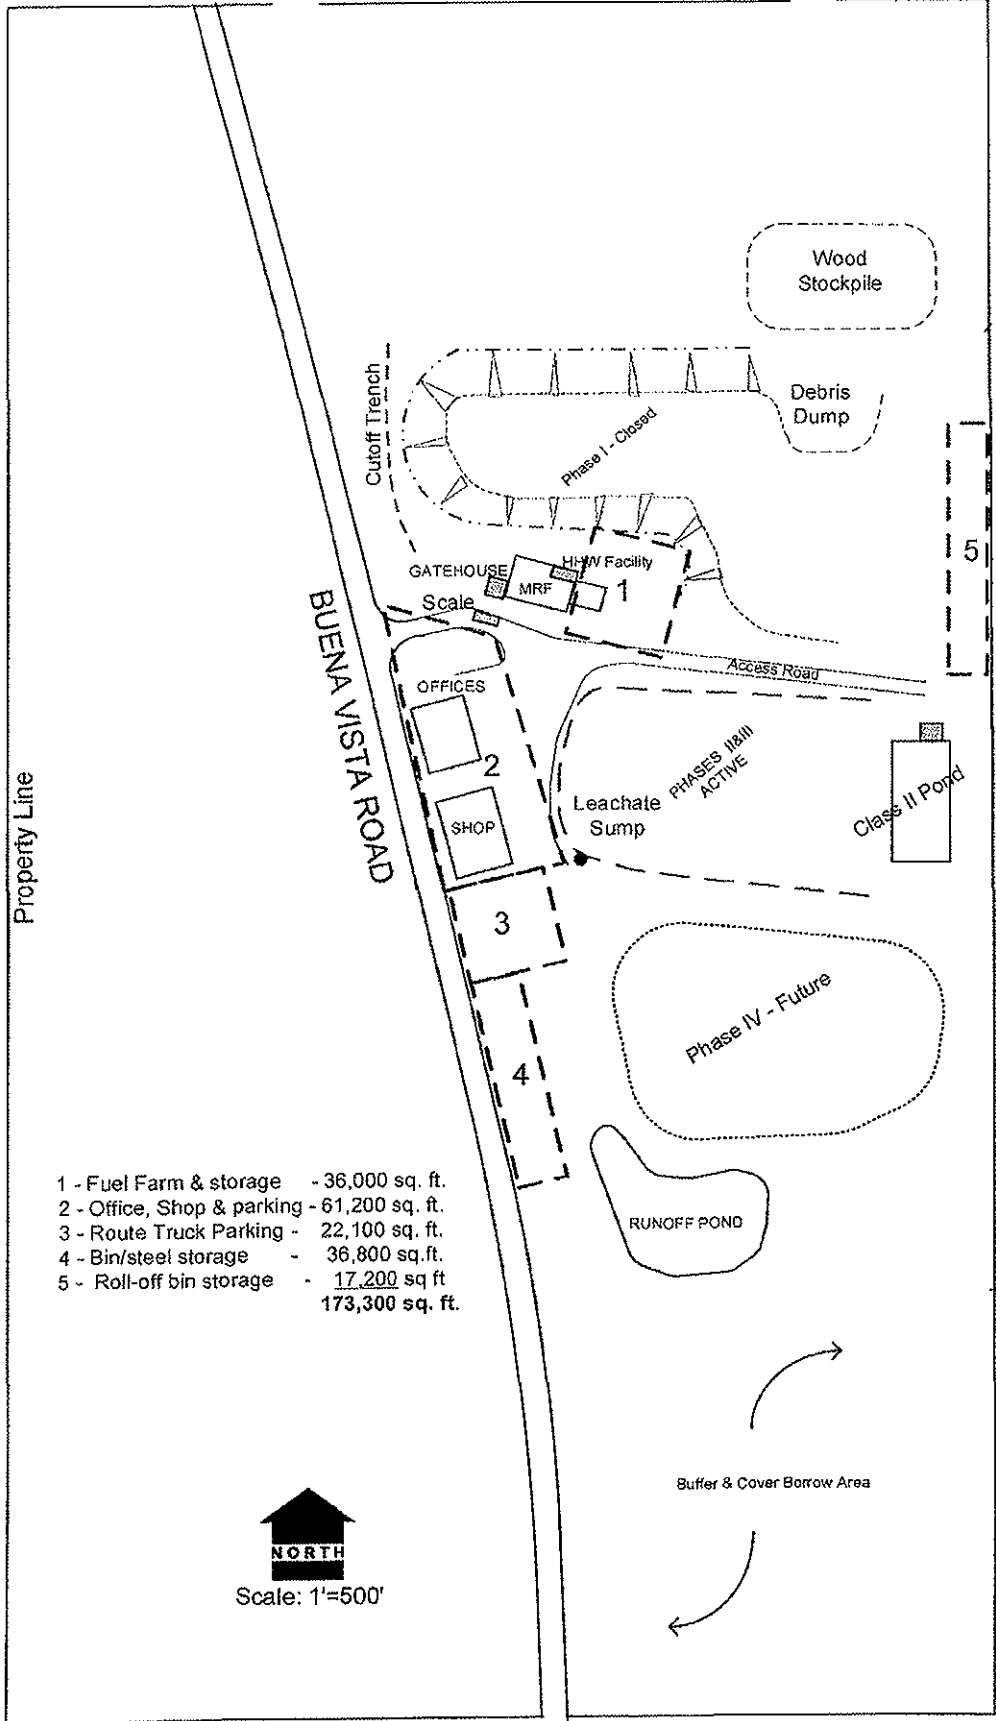 Wood
Stockpile
Debris
Dump
Cutoff Trench
Phase I - Closed
5
GATEHOUSE
HHW Facility
MRF
1
Scale
BUENA VISTA ROAD
Access Road
OFFICES
2
PHASES II&III
ACTIVE
Property Line
Leachate
Sump
Class II Pond
SHOP
3
Phase IV - Future
4
1 - Fuel Farm & storage - 36,000 sq. ft.
2 - Office, Shop & parking - 61,200 sq. ft.
3 - Route Truck Parking - 22,100 sq. ft.
4 - Bin/steel storage - 36,800 sq.ft.
5 - Roll-off bin storage - 17,200 sq ft
173,300 sq. ft.
RUNOFF POND
Buffer & Cover Borrow Area
NORTH
Scale: 1'=500'